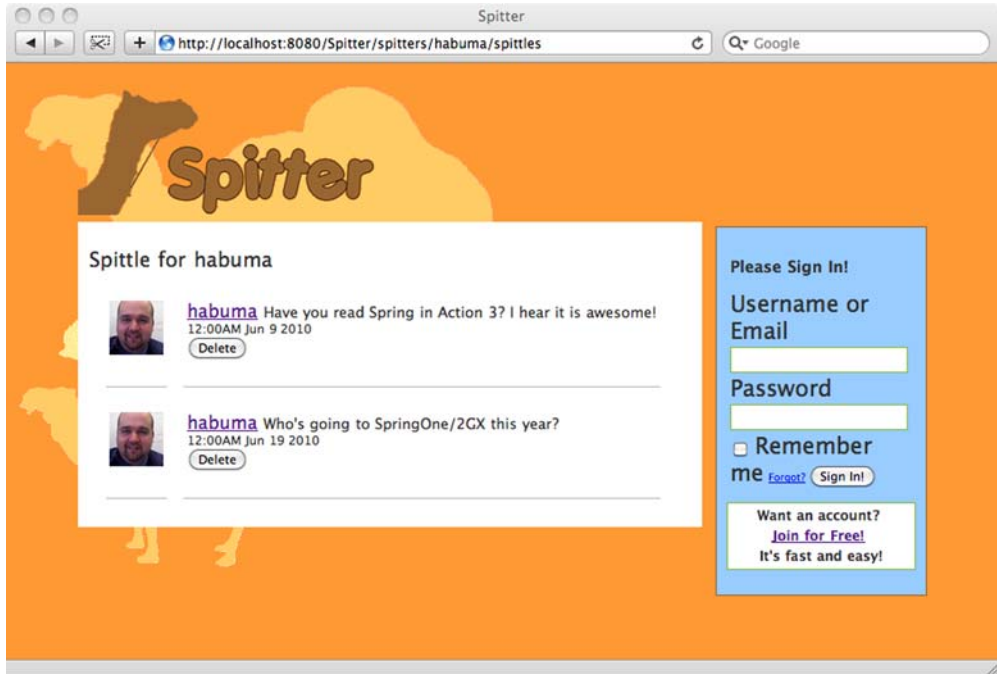 Spitter
http://localhost:8080/Spitter/spitters/habuma/spittles
Google
Spitter
Spittle for habuma
habuma Have you read Spring in Action 3? I hear it is awesome!
12:00AM Jun 9 2010
Delete
habuma Who's going to SpringOne/2GX this year?
12:00AM Jun 19 2010
Delete
Please Sign In!
Username or
Email
Password
Remember
me Forgot? Sign In!
Want an account?
Join for Free!
It's fast and easy!